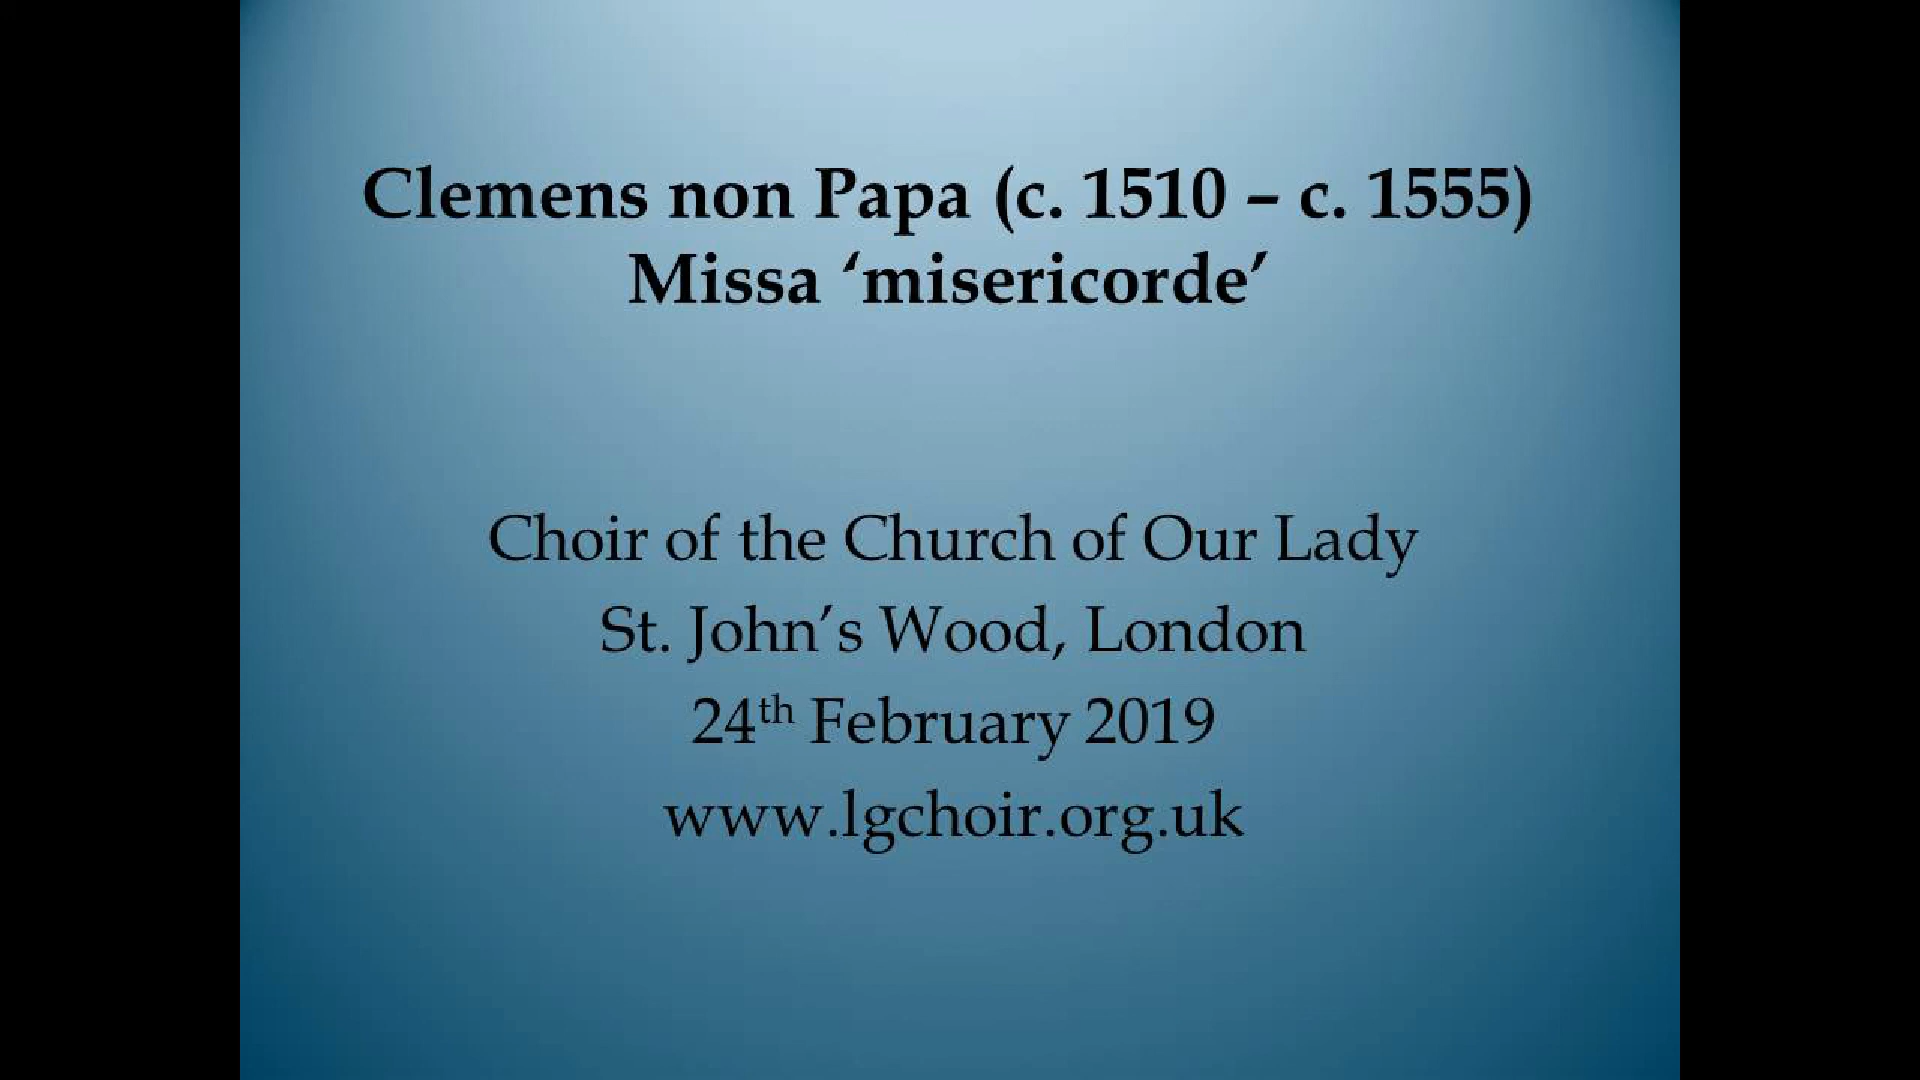 Clemens non Papa (c. 1510 – c. 1555)
Missa ‘misericorde’
Choir of the Church of Our Lady
St. John’s Wood, London
24th February 2019
www.lgchoir.org.uk